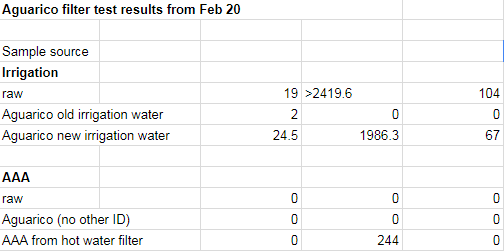 Aguarico filter test results from Feb 20
Sample source
Irrigation
raw 19 >2419.6 104
Aguarico old irrigation water 2 0 0
Aguarico new irrigation water 24.5 1986.3 67
AAA
raw 0 0 0
Aguarico (no other ID) 0 0 0
AAA from hot water filter 0 244 0